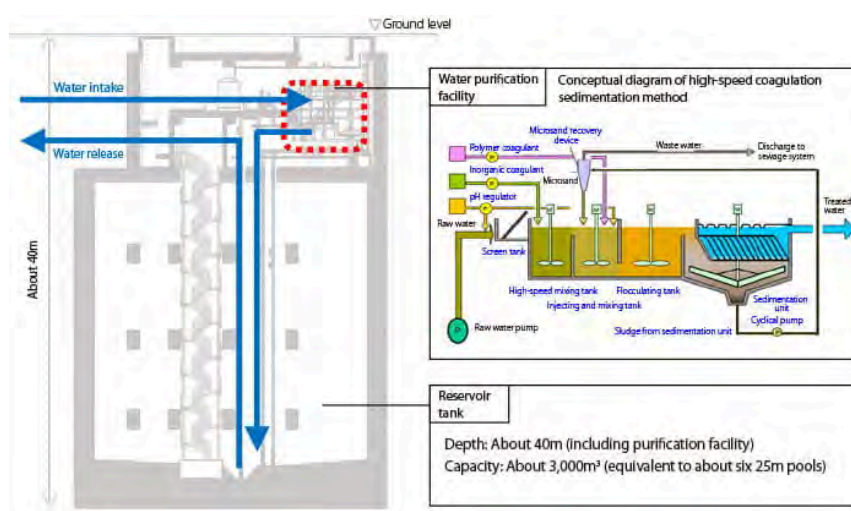 Ground level
Water intake
Water release
About 40m
Water purification
facility
Conceptual diagram of high-speed coagulation
sedimentation method
Microsand recovery
device
Polymer coagulant
Waste water
Discharge to
sewage system
Inorganic coagulant
Microsand
pH regulator
Treated
water
Raw water
Screen tank
High-speed mixing tank
Flocculating tank
Injecting and mixing tank
Sedimentation
unit
Cyclical pump
Raw water pump
Sludge from sedimentation unit
P
P
P
P
P
Reservoir
tank
Depth: About 40m (including purification facility)
Capacity: About 3,000m³ (equivalent to about six 25m pools)